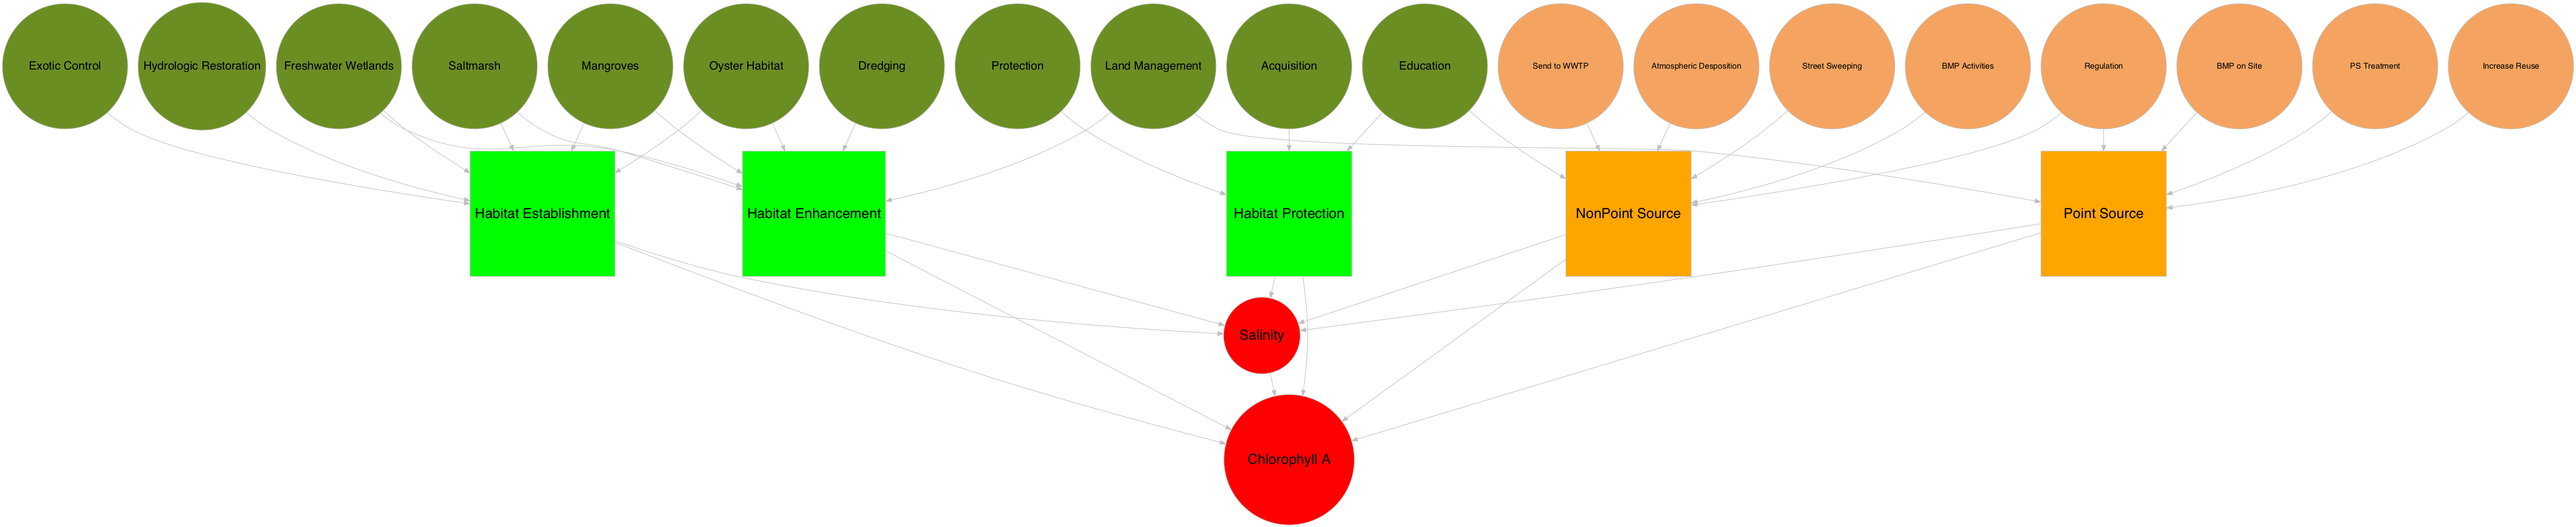 Exotic Control
Hydrologic Restoration
Freshwater Wetlands
Saltmarsh
Mangroves
Oyster Habitat
Dredging
Protection
Land Management
Acquisition
Education
Send to WWTP
Atmospheric Desposition
Street Sweeping
BMP Activities
Regulation
BMP on Site
PS Treatment
Increase Reuse
Habitat Establishment
Habitat Enhancement
Habitat Protection
NonPoint Source
Point Source
Salinity
Chlorophyll A